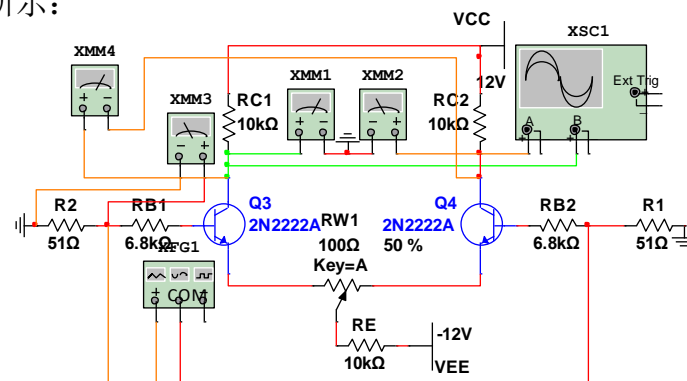 所示：
VCC
XSC1
XMM4
XMM1 XMM2
12V
Ext Trig
XMM3
RC1
10kΩ
RC2
10kΩ
A B
R2
51Ω
RB1
6.8kΩ
Q3
2N2222A
RW1
100Ω
Key=A
Q4
2N2222A
50 %
RB2
6.8kΩ
R1
51Ω
XFG1
COM
RE
10kΩ
-12V
VEE